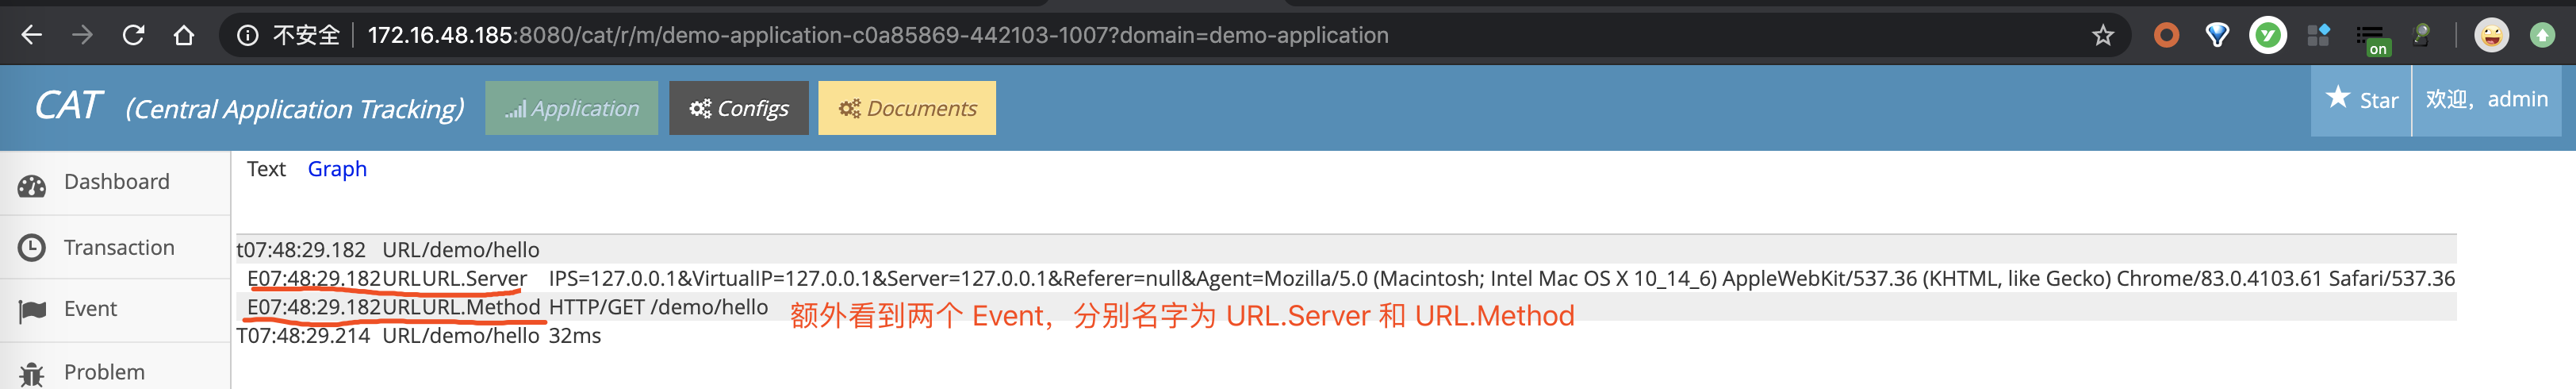 不安全 172.16.48.185:8080/cat/r/m/demo-application-c0a85869-442103-1007?domain=demo-application
on
CAT (Central Application Tracking) Application Configs Documents Star 欢迎，admin
Text Graph
Dashboard
Transaction
Event
Problem
t07:48:29.182 URL/demo/hello
E07:48:29.182URLURL.Server IPS=127.0.0.1&VirtualIP=127.0.0.1&Server=127.0.0.1&Referer=null&Agent=Mozilla/5.0 (Macintosh; Intel Mac OS X 10_14_6) AppleWebKit/537.36 (KHTML, like Gecko) Chrome/83.0.4103.61 Safari/537.36
E07:48:29.182URLURL.Method HTTP/GET /demo/hello
额外看到两个 Event，分别名字为 URL.Server 和 URL.Method
T07:48:29.214 URL/demo/hello 32ms